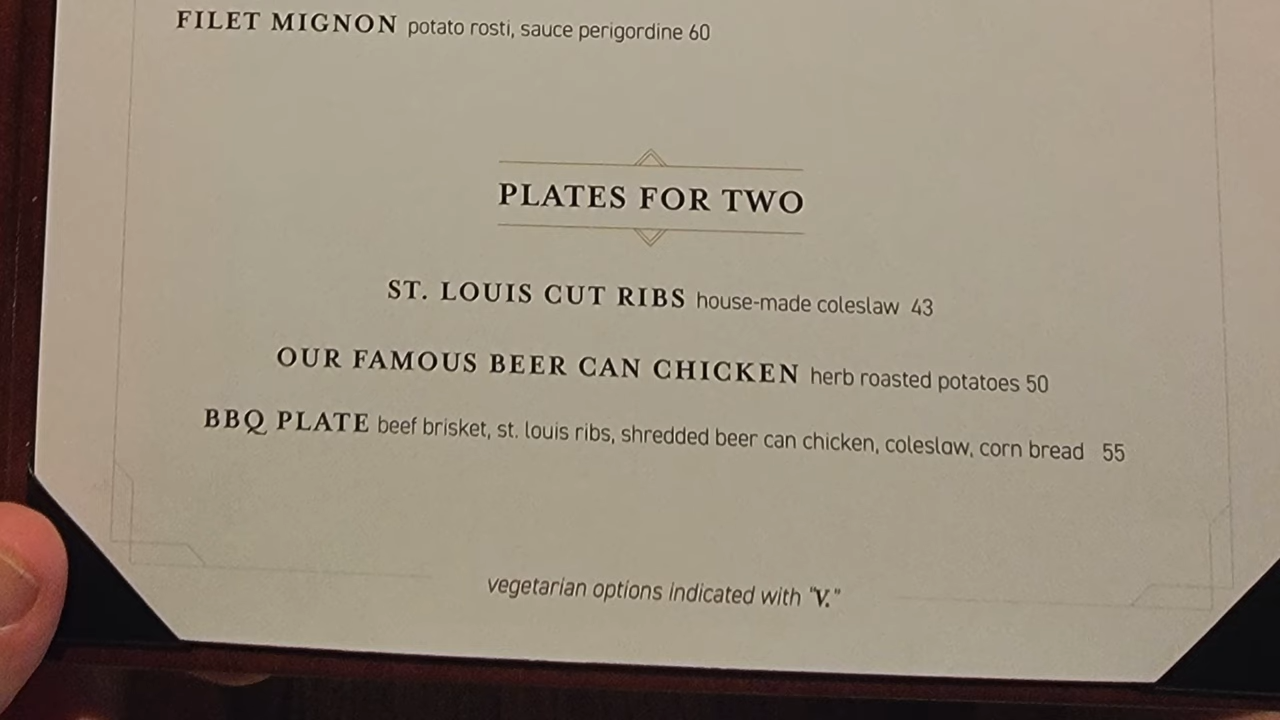 FILET MIGNON potato rosti, sauce perigordine 60
PLATES FOR TWO
ST. LOUIS CUT RIBS house-made coleslaw 43
OUR FAMOUS BEER CAN CHICKEN herb roasted potatoes 50
BBQ PLATE beef brisket, st. louis ribs, shredded beer can chicken, coleslaw, corn bread 55
vegetarian options indicated with "V."